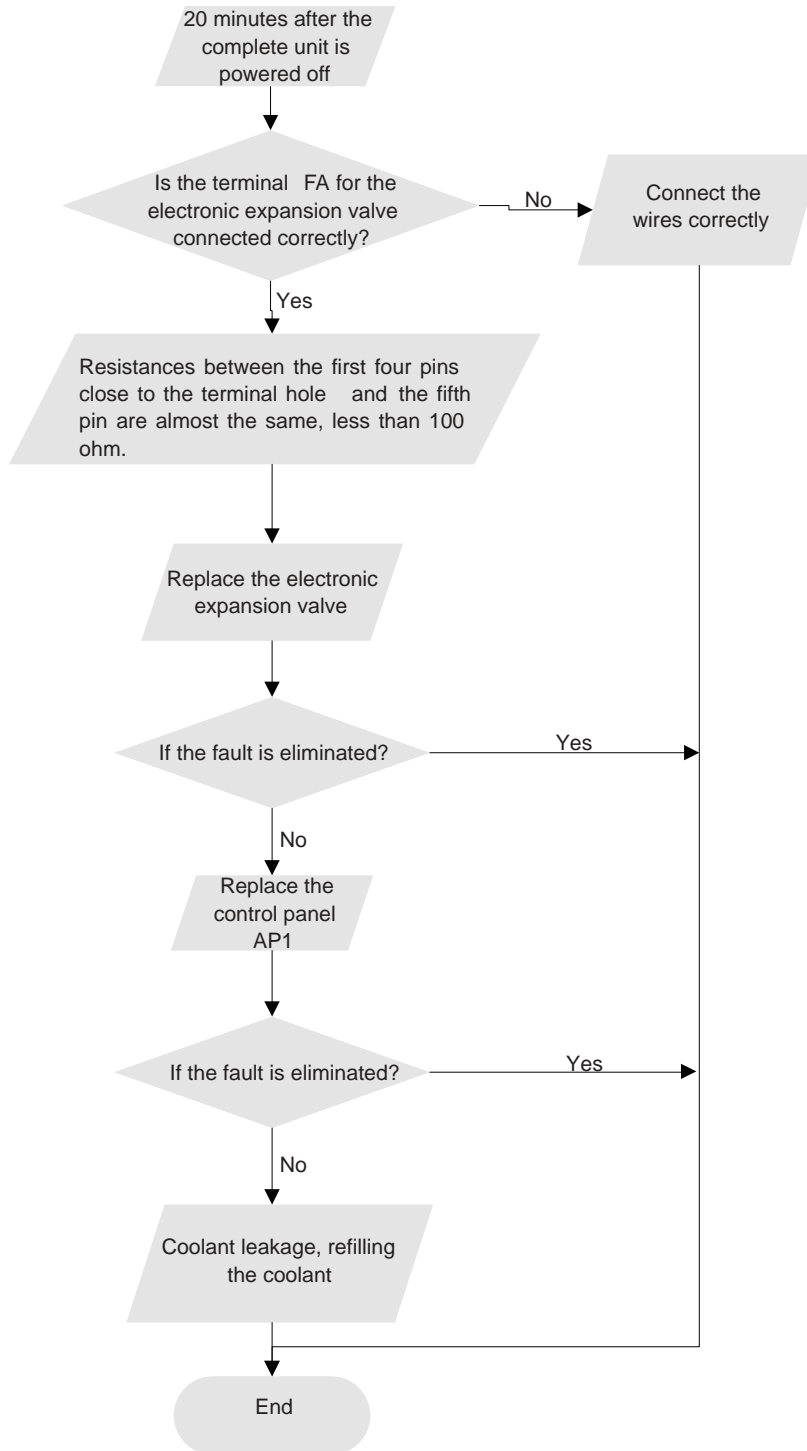 20 minutes after the
complete unit is
powered off
Is the terminal FA for the
electronic expansion valve
connected correctly?
No
Connect the
wires correctly
Yes
Resistances between the first four pins
close to the terminal hole and the fifth
pin are almost the same, less than 100
ohm.
Replace the electronic
expansion valve
If the fault is eliminated?
Yes
No
Replace the
control panel
AP1
If the fault is eliminated?
Yes
No
Coolant leakage, refilling
the coolant
End